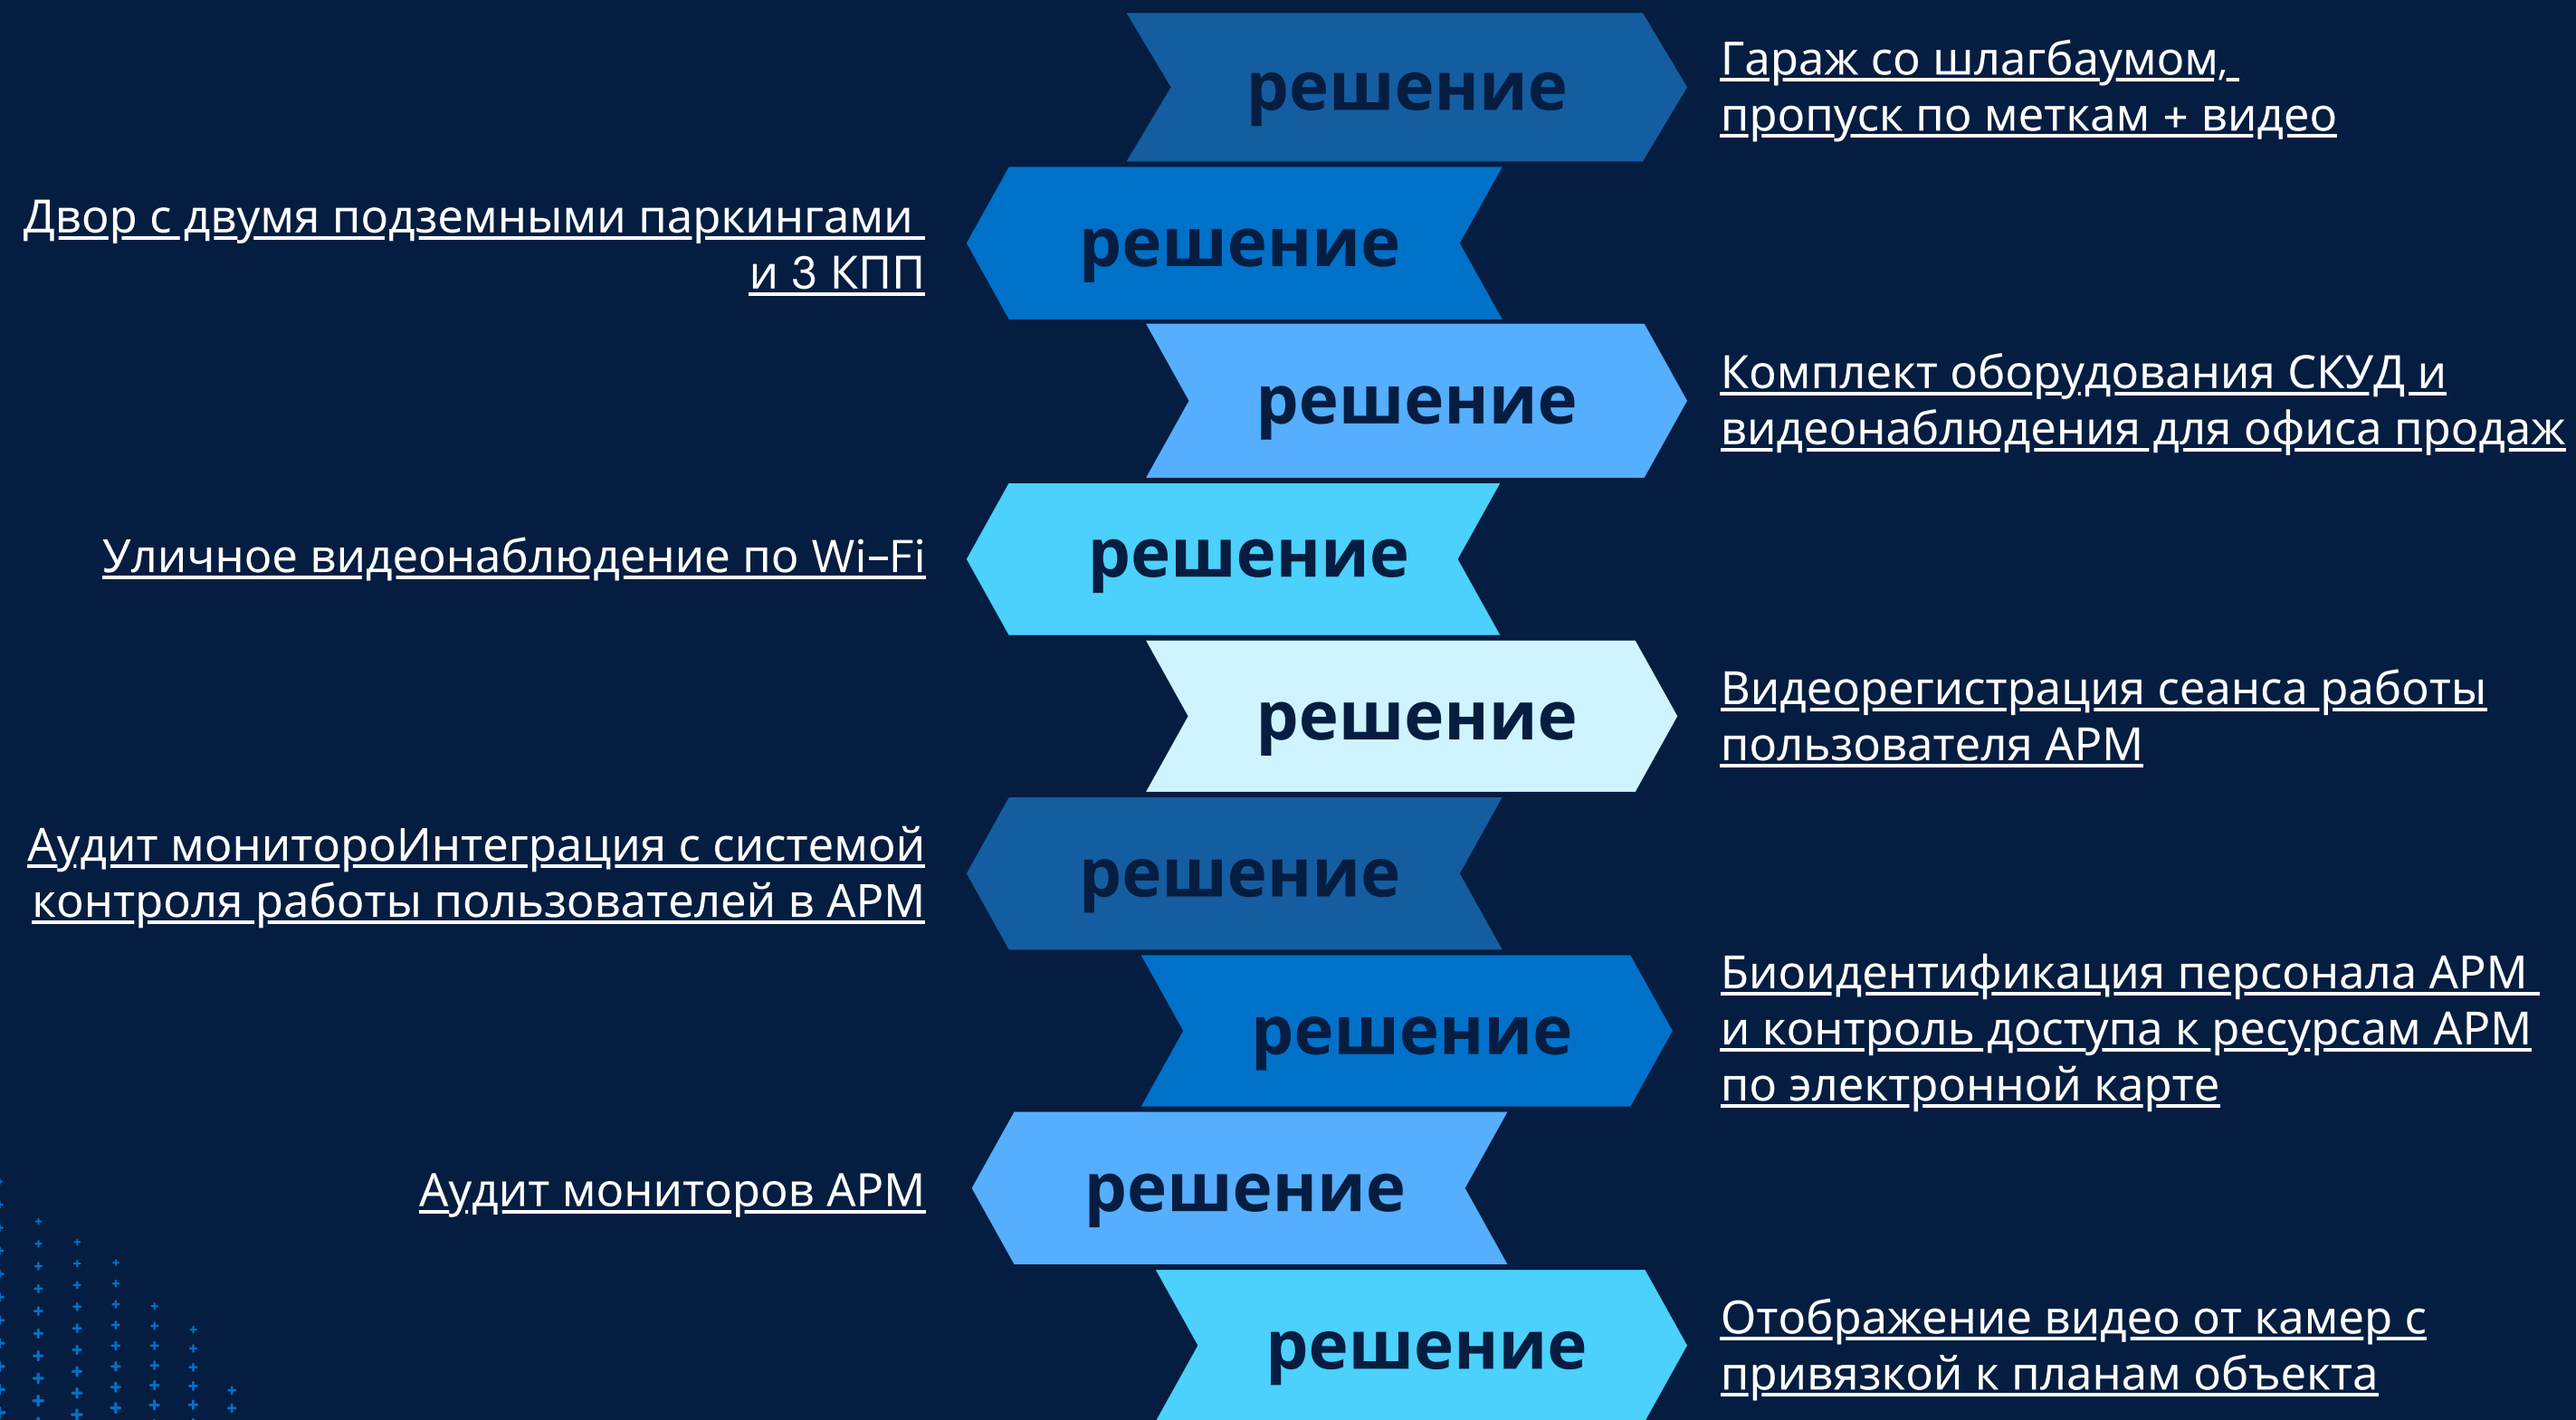 решение
Гараж со шлагбаумом,
пропуск по меткам + видео
Двор с двумя подземными паркингами
и 3 КПП
решение
решение
Комплект оборудования СКУД и
видеонаблюдения для офиса продаж
Уличное видеонаблюдение по Wi–Fi
решение
решение
Видеорегистрация сеанса работы
пользователя АРМ
Аудит мониторoИнтеграция с системой
контроля работы пользователей в АРМ
решение
решение
Биоидентификация персонала АРМ
и контроль доступа к ресурсам АРМ
по электронной карте
Аудит мониторов АРМ
решение
решение
Отображение видео от камер с
привязкой к планам объекта